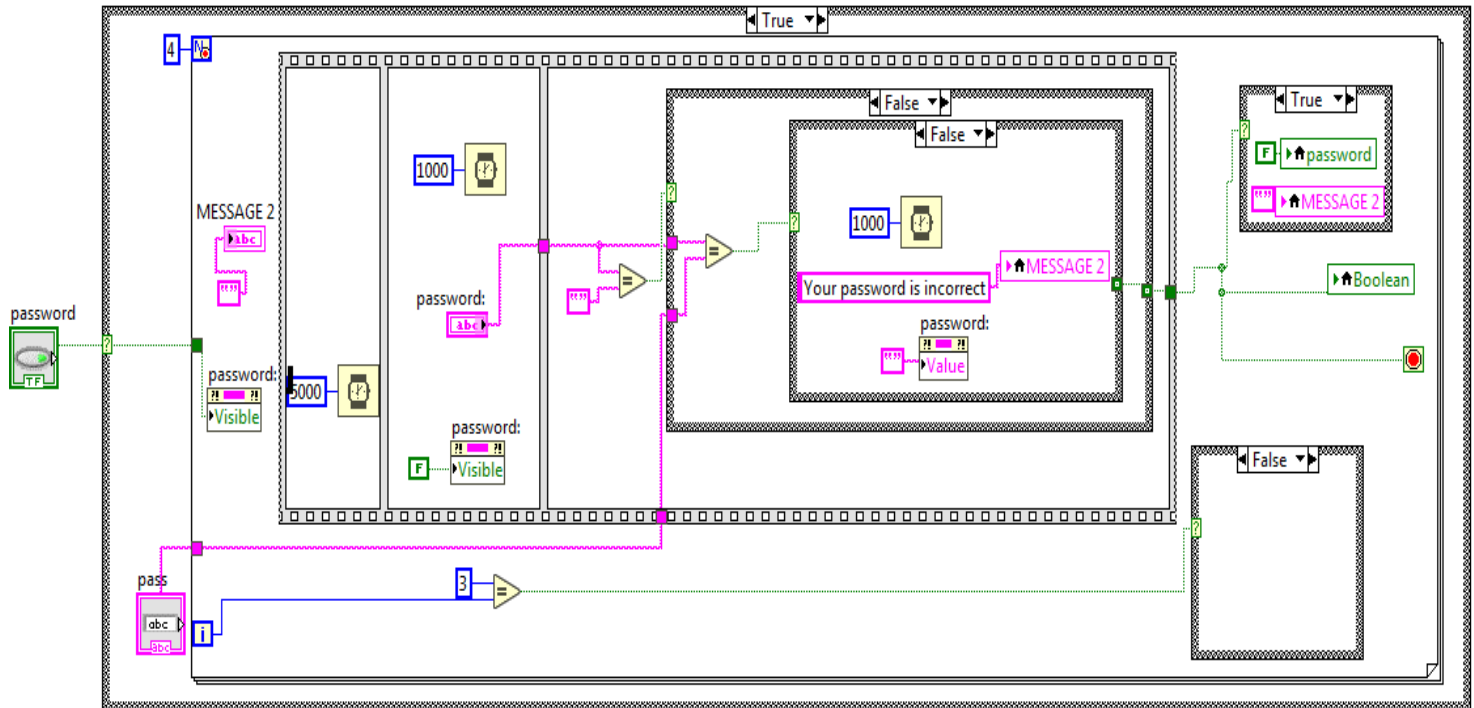 True
4
N
False
True
False
F
password
1000
MESSAGE 2
MESSAGE 2
abc
1000
MESSAGE 2
=
Boolean
Your password is incorrect
password:
=
password:
abc
password
TF
password:
Visible
5000
Value
password:
F
Visible
False
pass
3
=
abc
abc
i